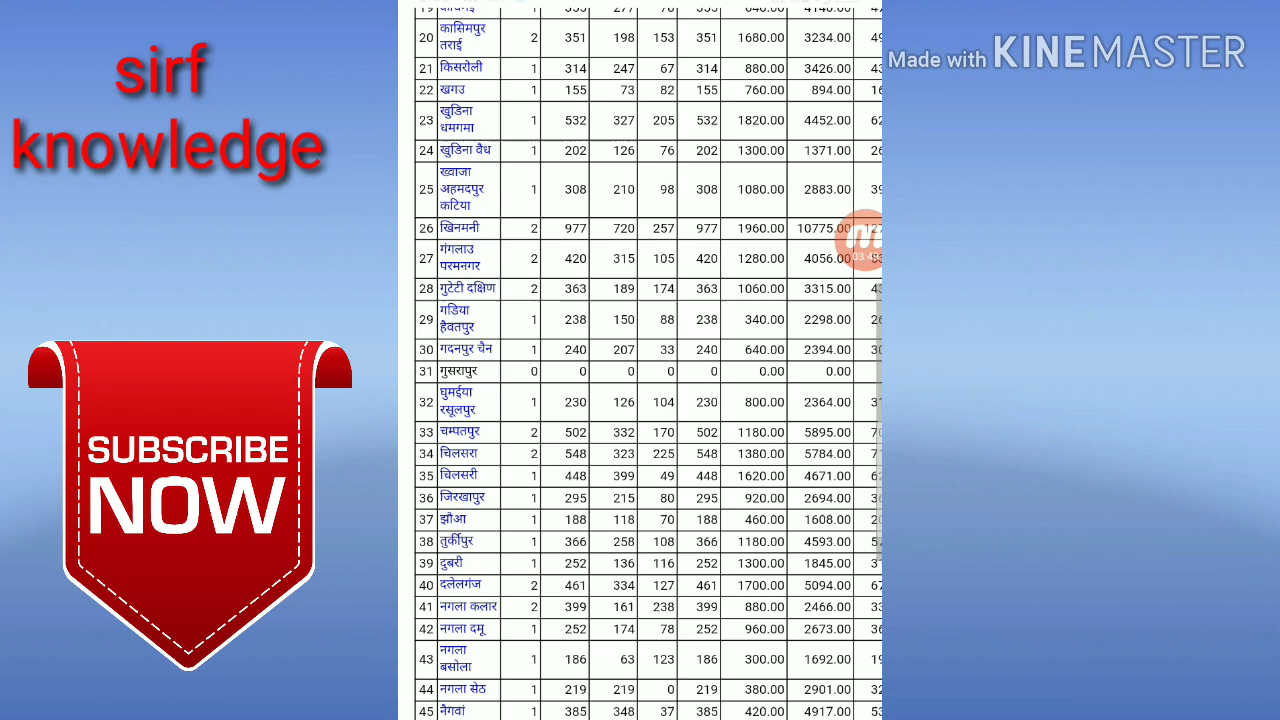 sirf
knowledge
SUBSCRIBE
NOW
Made with KINEMASTER
20 कासिमपुर तराई 2 351 198 153 351 1680.00 3234.00
21 किसरोली 1 314 247 67 314 880.00 3426.00
22 खगउ 1 155 73 82 155 760.00 894.00
23 खुडिना धमगमा 1 532 327 205 532 1820.00 4452.00
24 खुडिना वैध 1 202 126 76 202 1300.00 1371.00
25 ख्वाजा अहमदपुर कटिया 1 308 210 98 308 1080.00 2883.00
26 खिनमनी 2 977 720 257 977 1960.00 10775.00
27 गंगलाउ परमनगर 2 420 315 105 420 1280.00 4056.00
03:45
28 गुटेटी दक्षिण 2 363 189 174 363 1060.00 3315.00
29 गडिया हैवतपुर 1 238 150 88 238 340.00 2298.00
30 गदनपुर चैन 1 240 207 33 240 640.00 2394.00
31 गुसरापुर 0 0 0 0 0 0.00 0.00
32 घुमईया रसूलपुर 1 230 126 104 230 800.00 2364.00
33 चम्पतपुर 2 502 332 170 502 1180.00 5895.00
34 चिलसरा 2 548 323 225 548 1380.00 5784.00
35 चिलसरी 1 448 399 49 448 1620.00 4671.00
36 जिरखापुर 1 295 215 80 295 920.00 2694.00
37 झौआ 1 188 118 70 188 460.00 1608.00
38 तुर्कीपुर 1 366 258 108 366 1180.00 4593.00
39 दुबरी 1 252 136 116 252 1300.00 1845.00
40 दलेलगंज 2 461 334 127 461 1700.00 5094.00
41 नगला कलार 2 399 161 238 399 880.00 2466.00
42 नगला दमू 1 252 174 78 252 960.00 2673.00
43 नगला बसोला 1 186 63 123 186 300.00 1692.00
44 नगला सेठ 1 219 219 0 219 380.00 2901.00
45 नैगवां 1 385 348 37 385 420.00 4917.00